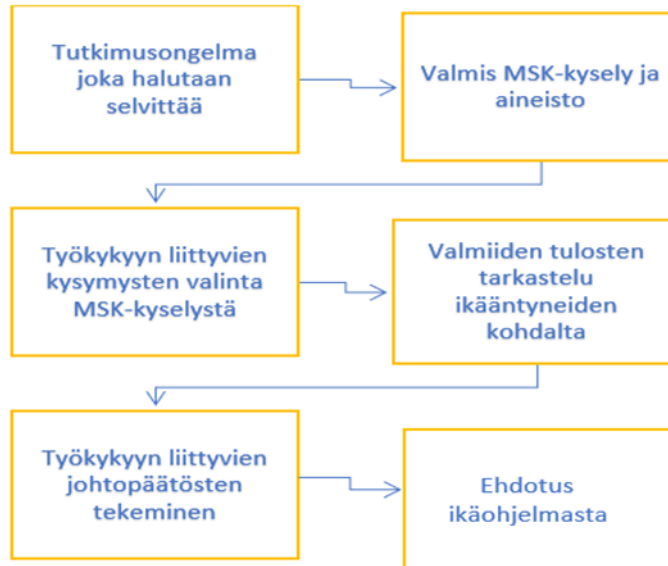 Tutkimusongelma
joka halutaan
selvittää
Valmis MSK-kysely ja
aineisto
Työkykyyn liittyvien
kysymysten valinta
MSK-kyselystä
Valmiiden tulosten
tarkastelu
ikääntyneiden
kohdalta
Työkykyyn liittyvien
johtopäätösten
tekeminen
Ehdotus
ikäohjelmasta